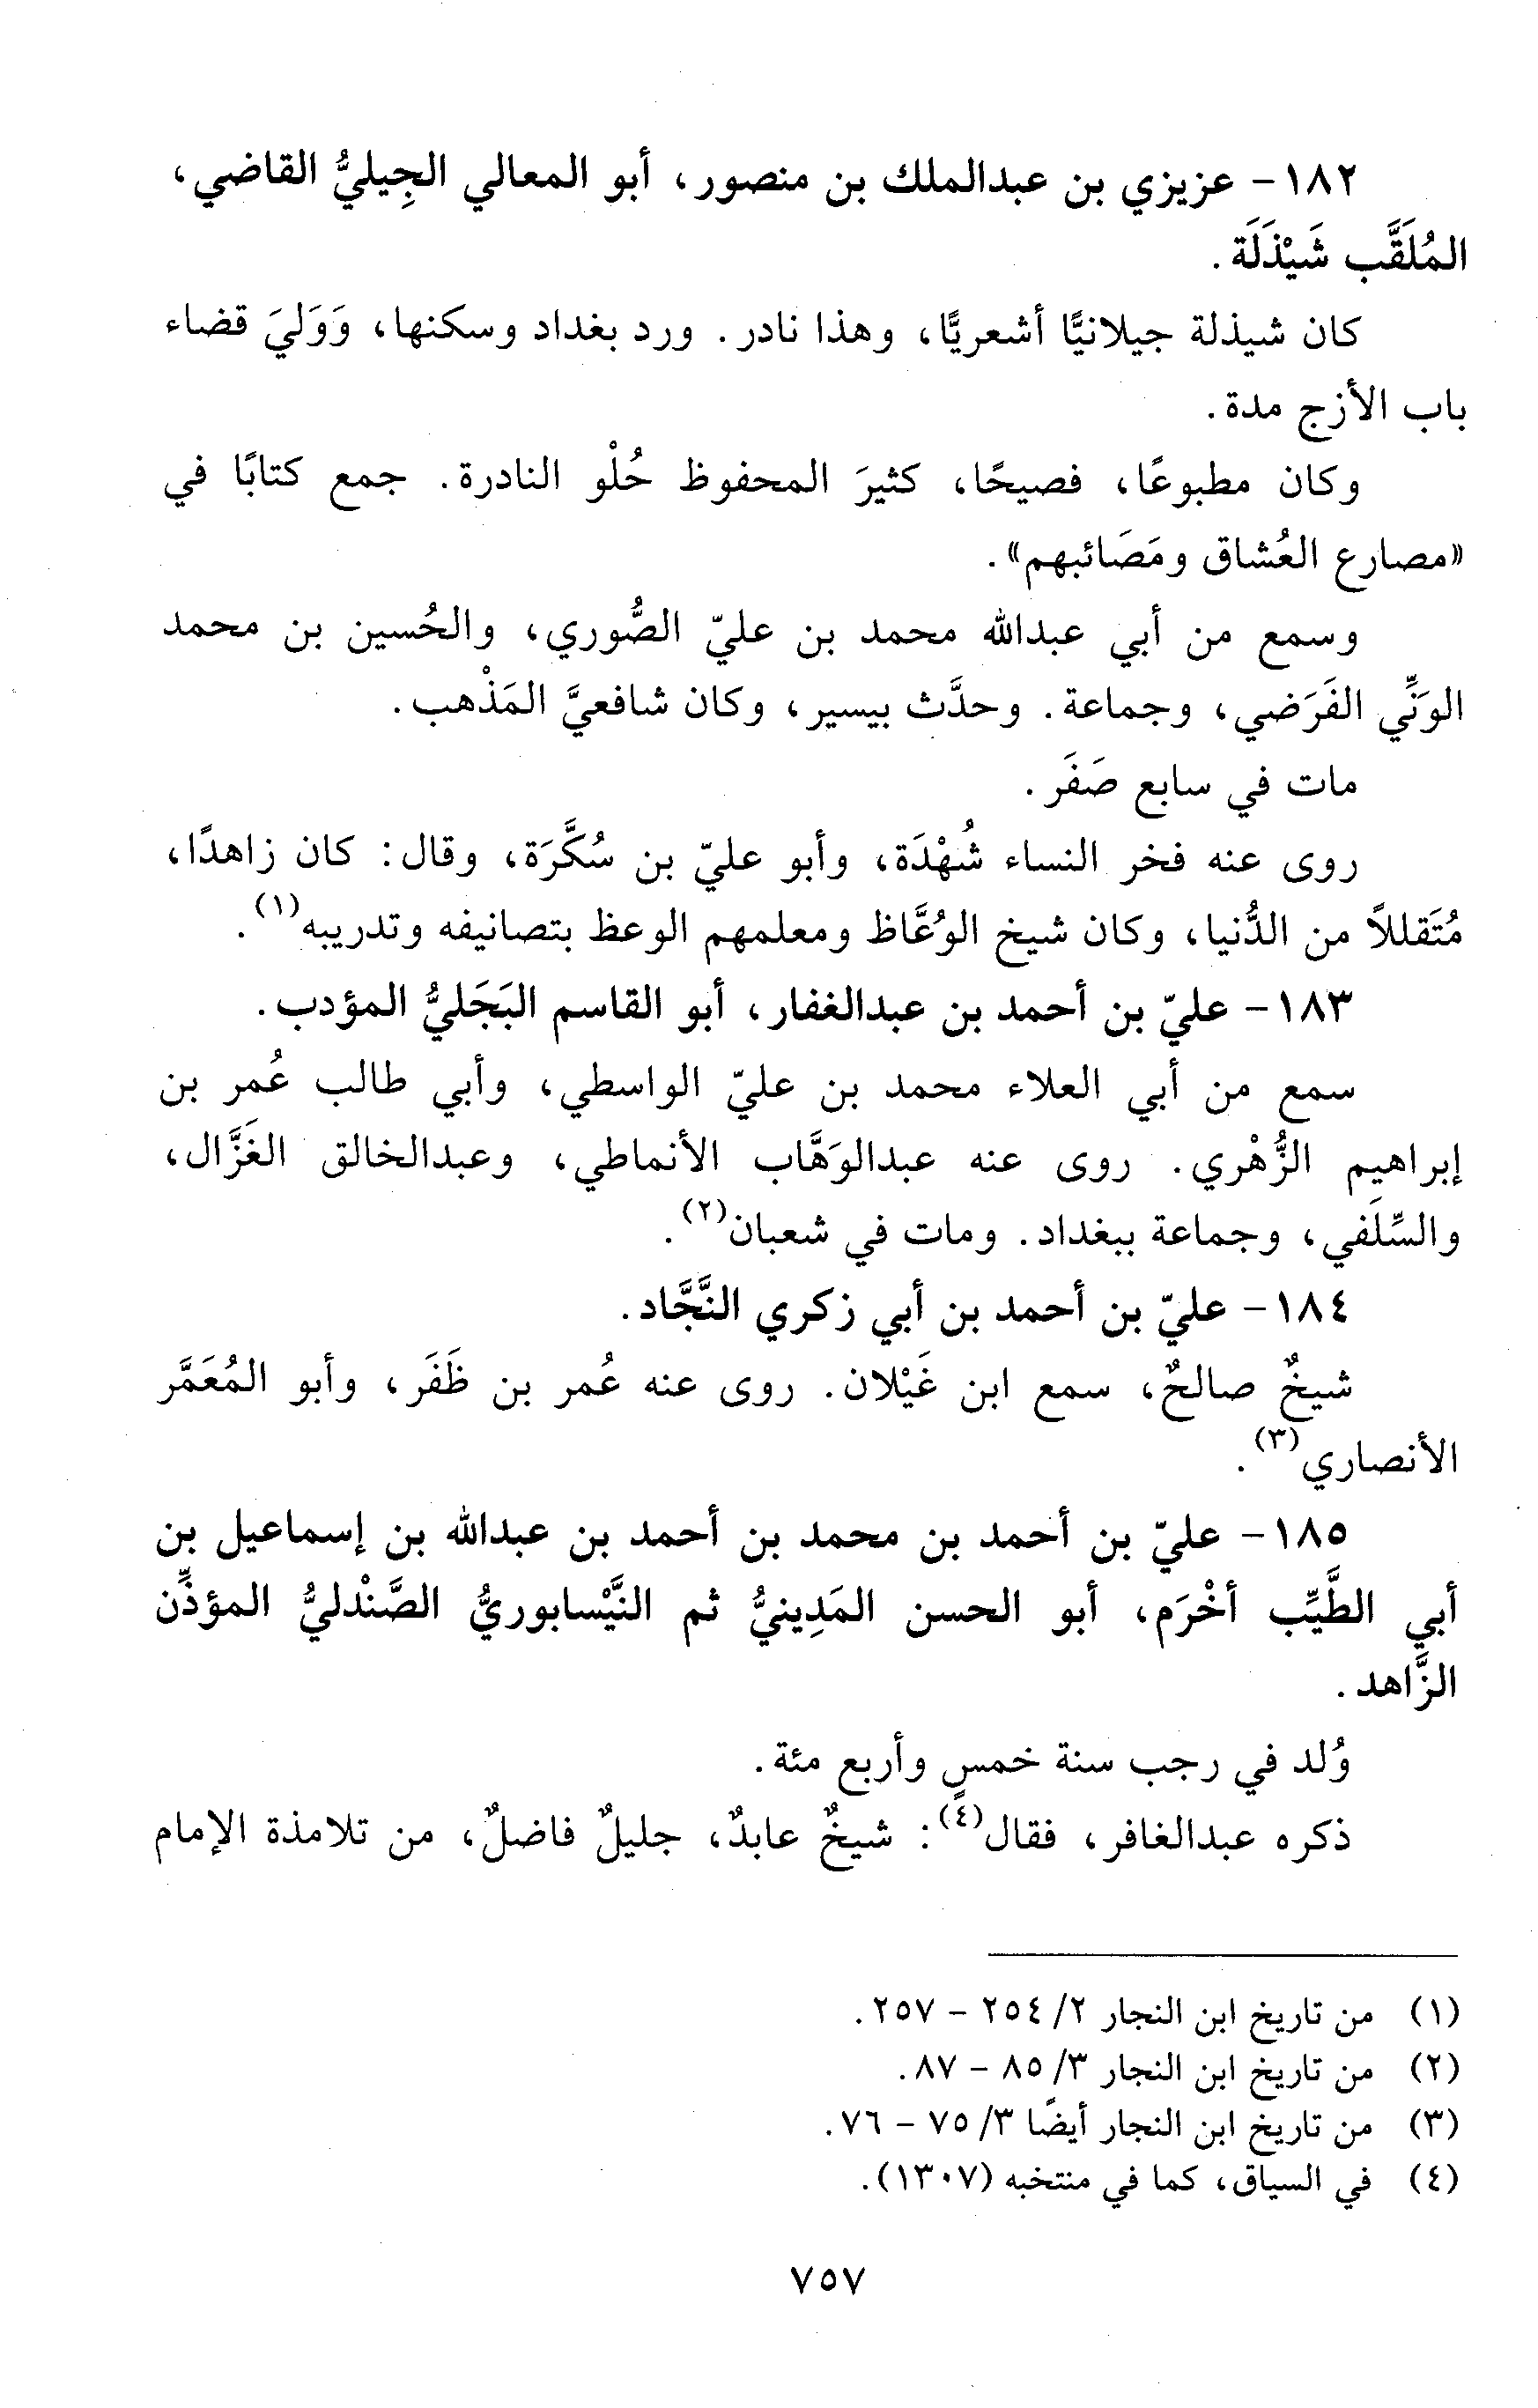 ١٨٢- عزيزي بن عبدالملك بن منصور، أبو المعالي الجِيليُّ القاضي،
المُلَقَّب شَيْذَلَة.
كان شيذلة جيلانيًّا أشعريًّا، وهذا نادر. ورد بغداد وسكنها، وَوَليَ قضاء
باب الأزج مدة.
وكان مطبوعًا، فصيحًا، كثيرَ المحفوظ حُلْو النادرة. جمع كتابًا في
«مصارع العُشاق ومَصَائبهم».
وسمع من أبي عبدالله محمد بن عليّ الصُّوري، والحُسين بن محمد
الوَنِّي الفَرَضي، وجماعة. وحدَّث بيسير، وكان شافعيَّ المَذْهب.
مات في سابع صَفَر.
روى عنه فخر النساء شُهْدَة، وأبو عليّ بن سُكَّرَة، وقال: كان زاهدًا،
مُتَقللاً من الدُّنيا، وكان شيخ الوُعَّاظ ومعلمهم الوعظ بتصانيفه وتدريبه(١).
١٨٣- عليّ بن أحمد بن عبدالغفار، أبو القاسم البَجَليُّ المؤدب.
سمع من أبي العلاء محمد بن عليّ الواسطي، وأبي طالب عُمر بن
إبراهيم الزُّهْري. روى عنه عبدالوَهَّاب الأنماطي، وعبدالخالق الغَزَّال،
والسِّلَفي، وجماعة ببغداد. ومات في شعبان(٢).
١٨٤- عليّ بن أحمد بن أبي زكري النَّجَّاد.
شيخٌ صالحٌ، سمع ابن غَيْلان. روى عنه عُمر بن ظَفَر، وأبو المُعَمَّر
الأنصاري(٣).
١٨٥- عليّ بن أحمد بن محمد بن أحمد بن عبدالله بن إسماعيل بن
أبي الطَّيِّب أخْرَم، أبو الحسن المَدِينيُّ ثم النَّيْسابوريُّ الصَّنْدليُّ المؤذِّن
الزَّاهد.
وُلد في رجب سنة خمسٍ وأربع مئة.
ذكره عبدالغافر، فقال(٤): شيخٌ عابدٌ، جليلٌ فاضلٌ، من تلامذة الإمام
(١) من تاريخ ابن النجار ٢/ ٢٥٤ - ٢٥٧.
(٢) من تاريخ ابن النجار ٣/ ٨٥ - ٨٧.
(٣) من تاريخ ابن النجار أيضًا ٣/ ٧٥ - ٧٦.
(٤) في السياق، كما في منتخبه (١٣٠٧).
٧٥٧